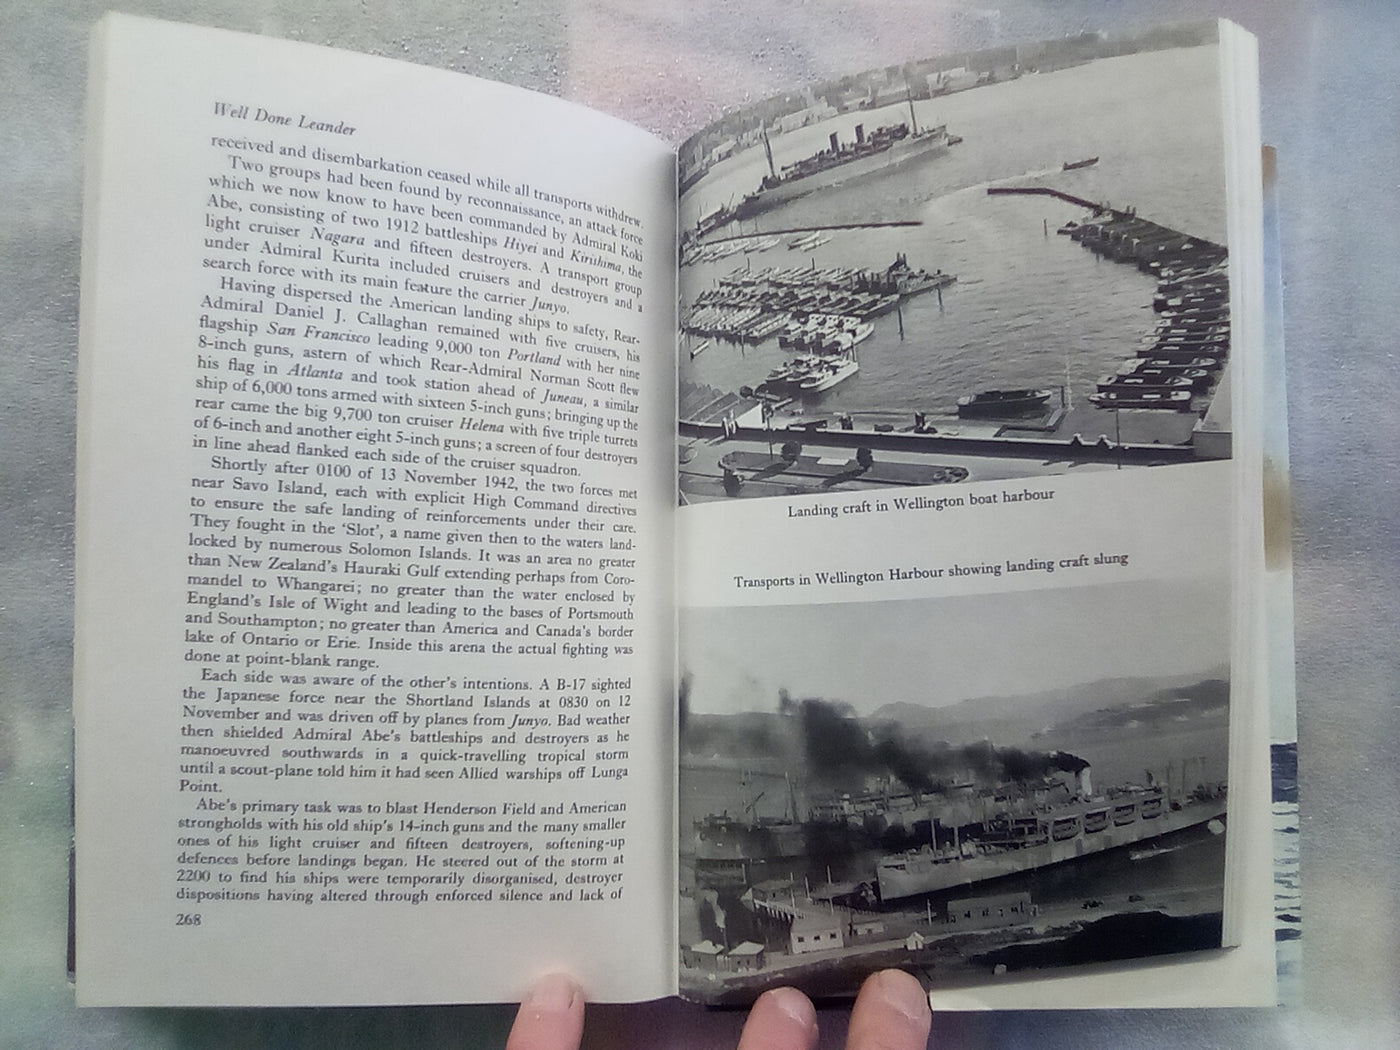 Well Done Leander
received and disembarkation ceased while all transports withdrew.
Two groups had been found by reconnaissance, an attack force
which we now know to have been commanded by Admiral Koki
Abe, consisting of two 1912 battleships Hiyei and Kirishima, the
light cruiser Nagara and fifteen destroyers. A transport group
under Admiral Kurita included cruisers and destroyers and a
search force with its main feature the carrier Junyo.
Having dispersed the American landing ships to safety, Rear-
Admiral Daniel J. Callaghan remained with five cruisers, his
flagship San Francisco leading 9,000 ton Portland with her nine
8-inch guns, astern of which Rear-Admiral Norman Scott flew
his flag in Atlanta and took station ahead of Juneau, a similar
ship of 6,000 tons armed with sixteen 5-inch guns; bringing up the
rear came the big 9,700 ton cruiser Helena with five triple turrets
of 6-inch and another eight 5-inch guns; a screen of four destroyers
in line ahead flanked each side of the cruiser squadron.
Shortly after 0100 of 13 November 1942, the two forces met
near Savo Island, each with explicit High Command directives
to ensure the safe landing of reinforcements under their care.
They fought in the 'Slot', a name given then to the waters land-
locked by numerous Solomon Islands. It was an area no greater
than New Zealand's Hauraki Gulf extending perhaps from Coro-
mandel to Whangarei; no greater than the water enclosed by
England's Isle of Wight and leading to the bases of Portsmouth
and Southampton; no greater than America and Canada's border
lake of Ontario or Erie. Inside this arena the actual fighting was
done at point-blank range.
Each side was aware of the other's intentions. A B-17 sighted
the Japanese force near the Shortland Islands at 0830 on 12
November and was driven off by planes from Junyo. Bad weather
then shielded Admiral Abe's battleships and destroyers as he
manoeuvred southwards in a quick-travelling tropical storm
until a scout-plane told him it had seen Allied warships off Lunga
Point.
Abe's primary task was to blast Henderson Field and American
strongholds with his old ship's 14-inch guns and the many smaller
ones of his light cruiser and fifteen destroyers, softening-up
defences before landings began. He steered out of the storm at
2200 to find his ships were temporarily disorganised, destroyer
dispositions having altered through enforced silence and lack of
268
Landing craft in Wellington boat harbour
Transports in Wellington Harbour showing landing craft slung